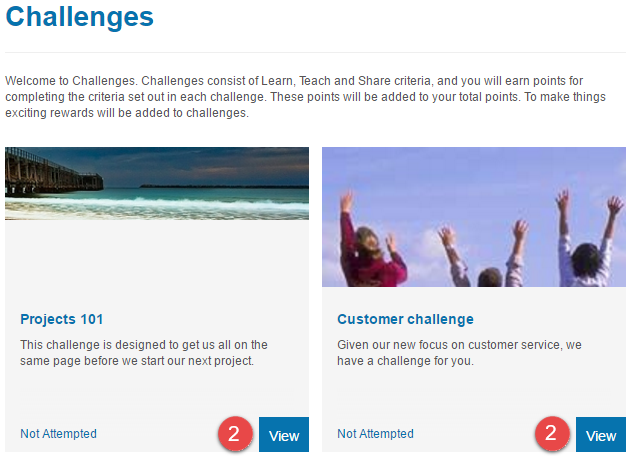 Challenges
Welcome to Challenges. Challenges consist of Learn, Teach and Share criteria, and you will earn points for
completing the criteria set out in each challenge. These points will be added to your total points. To make things
exciting rewards will be added to challenges.
Projects 101
This challenge is designed to get us all on the
same page before we start our next project.
Not Attempted
2
View
Customer challenge
Given our new focus on customer service, we
have a challenge for you.
Not Attempted
2
View